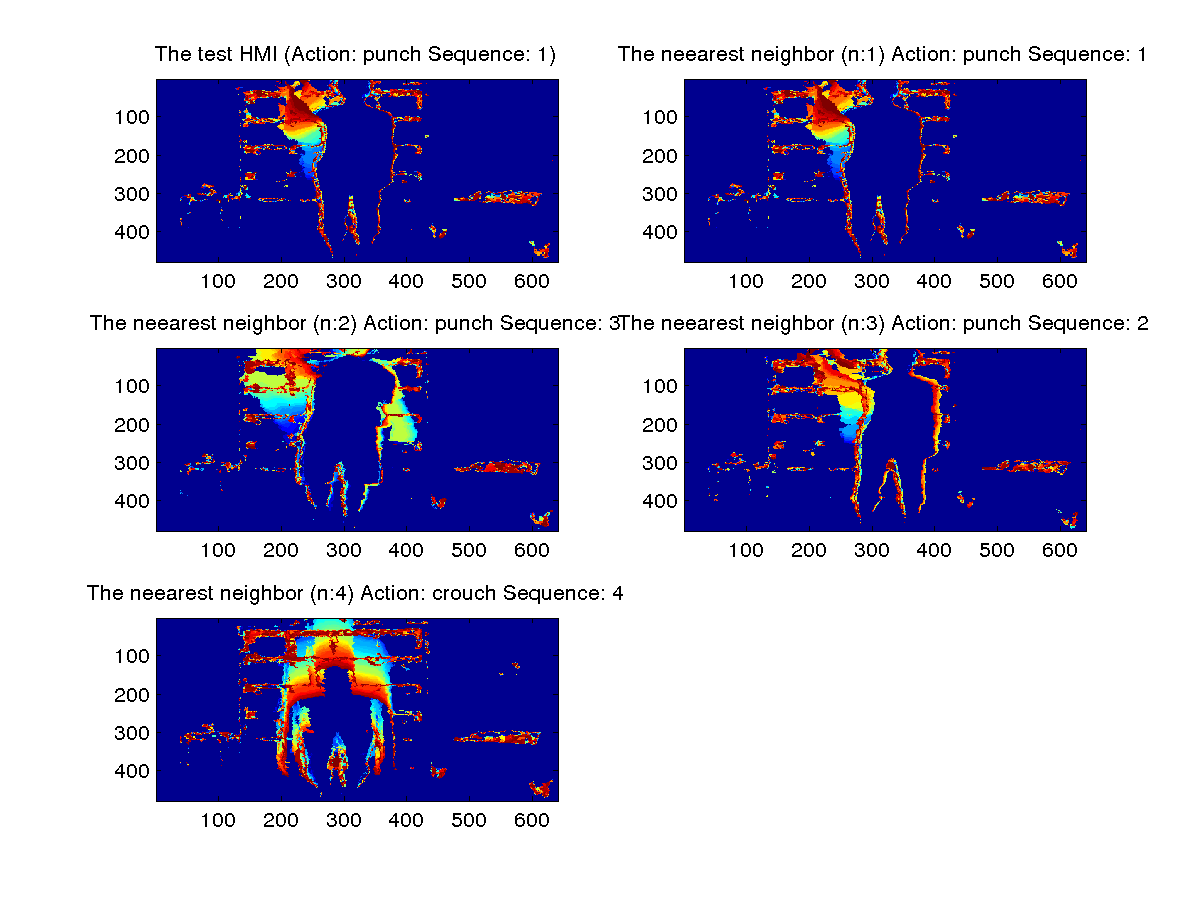 The test HMI (Action: punch Sequence: 1)
The neearest neighbor (n:1) Action: punch Sequence: 1
100
200
300
400
100 200 300 400 500 600
100
200
300
400
100 200 300 400 500 600
The neearest neighbor (n:2) Action: punch Sequence: 3
The neearest neighbor (n:3) Action: punch Sequence: 2
100
200
300
400
100 200 300 400 500 600
100
200
300
400
100 200 300 400 500 600
The neearest neighbor (n:4) Action: crouch Sequence: 4
100
200
300
400
100 200 300 400 500 600